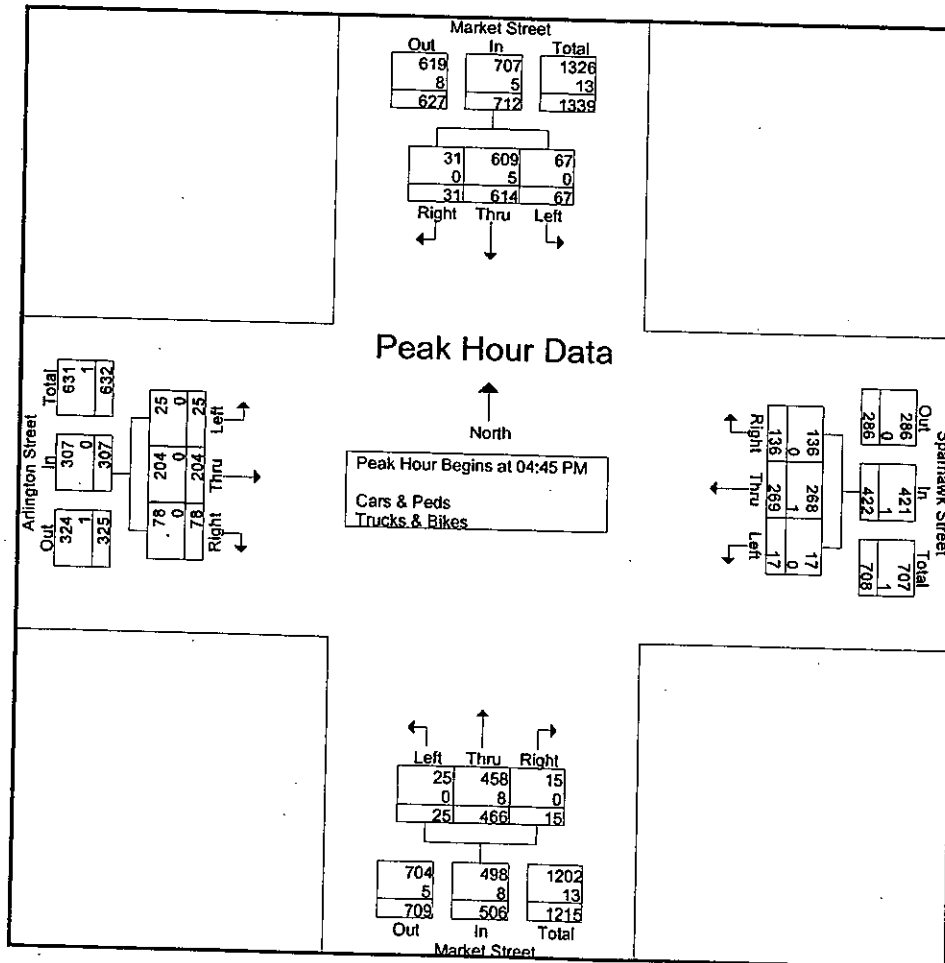 Market Street
Out In Total
619 707 1326
8 5 13
627 712 1339
31 609 67
0 5 0
31 614 67
Right Thru Left
Peak Hour Data
North
Peak Hour Begins at 04:45 PM
Cars & Peds
Trucks & Bikes
Arlington Street
Out In Total
324 307 631
1 0 1
325 307 632
78 204 25
0 0 0
78 204 25
Right Thru Left
Sparhawk Street
Out In Total
286 421 707
0 1 1
286 422 708
136 268 17
0 1 0
136 269 17
Right Thru Left
Left Thru Right
25 458 15
0 8 0
25 466 15
704 498 1202
5 8 13
709 506 1215
Out In Total
Market Street